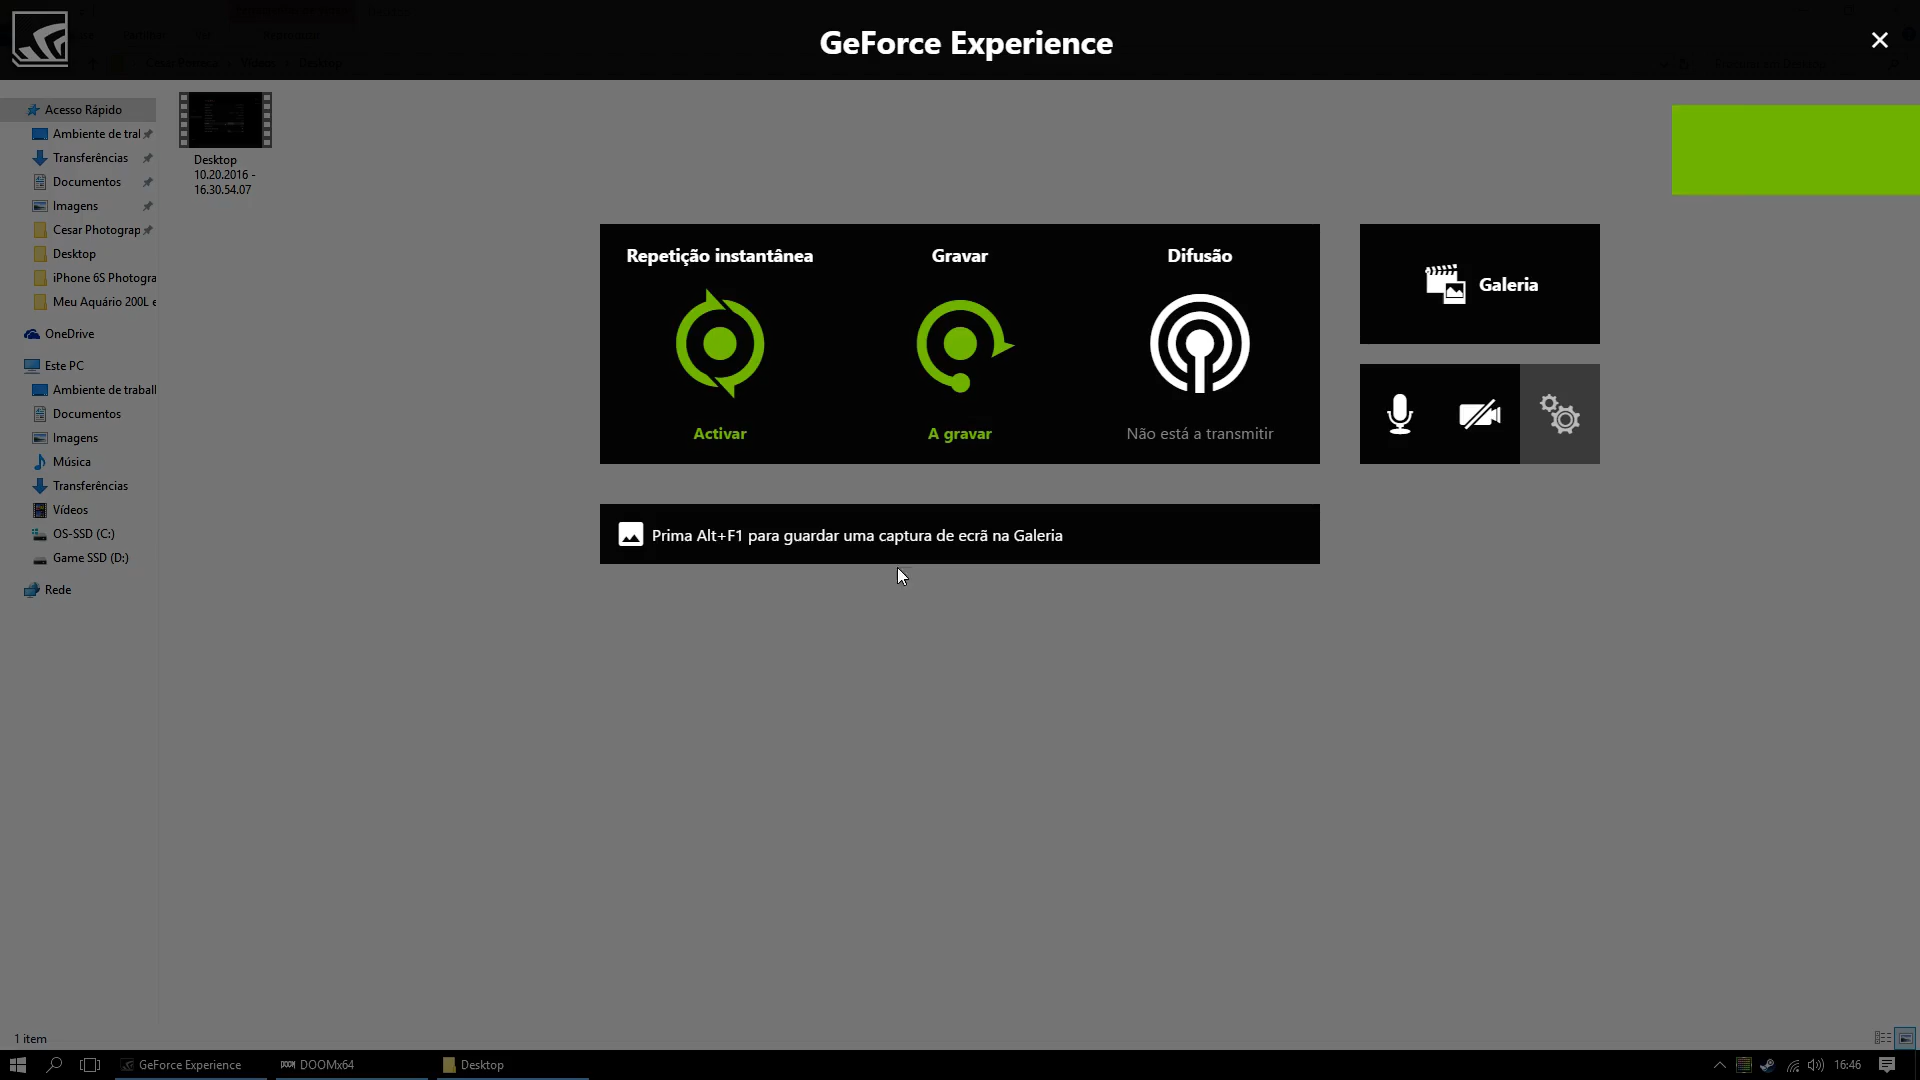 GeForce Experience
Acesso Rápido
Ambiente de tral
Transferências
Documentos
Imagens
Cesar Photograp
Desktop
iPhone 6S Photogra
Meu Aquário 200L e
OneDrive
Este PC
Ambiente de traball
Documentos
Imagens
Música
Transferências
Vídeos
OS-SSD (C:)
Game SSD (D:)
Rede
Desktop
10.20.2016 -
16.30.54.07
Repetição instantânea
Activar
Gravar
A gravar
Difusão
Não está a transmitir
Galeria
Prima Alt+F1 para guardar uma captura de ecrã na Galeria
1 item
GeForce Experience
DOOM
DOOMx64
Desktop
16:46